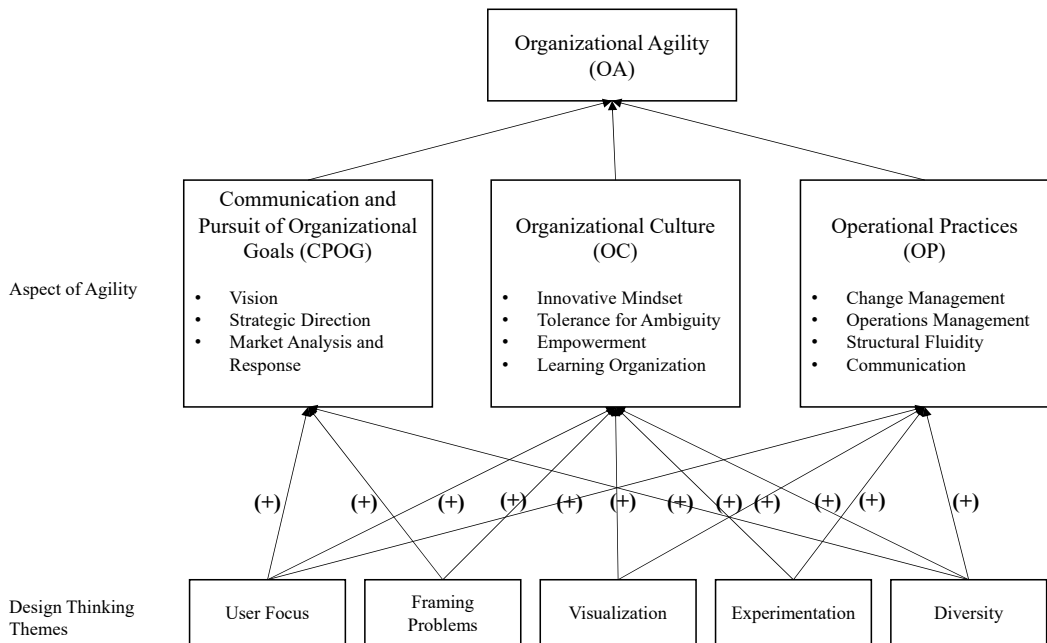 Organizational Agility
(OA)
Communication and
Pursuit of Organizational
Goals (CPOG)
• Vision
• Strategic Direction
• Market Analysis and
Response
Organizational Culture
(OC)
• Innovative Mindset
• Tolerance for Ambiguity
• Empowerment
• Learning Organization
Operational Practices
(OP)
• Change Management
• Operations Management
• Structural Fluidity
• Communication
Aspect of Agility
(+) (+) (+) (+) (+) (+) (+) (+) (+) (+) (+) (+)
Design Thinking
Themes
User Focus
Framing
Problems
Visualization
Experimentation
Diversity